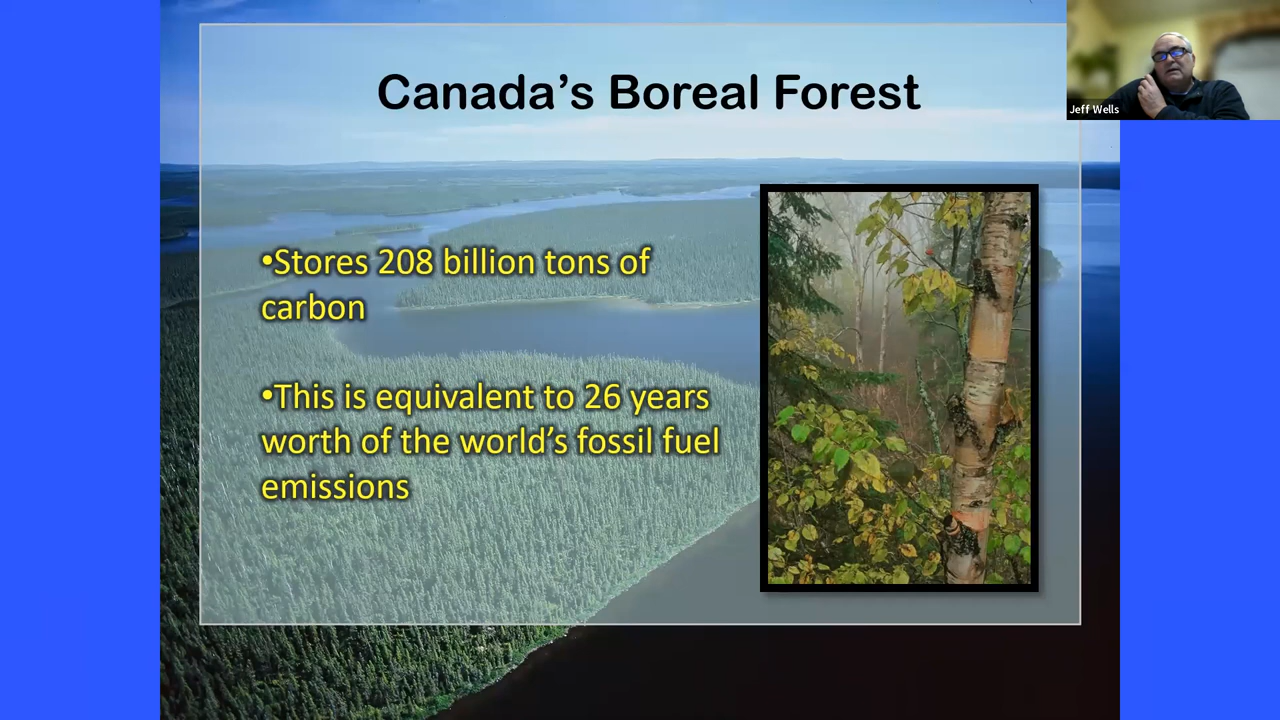 Canada's Boreal Forest
Jeff Wells
•Stores 208 billion tons of
carbon
•This is equivalent to 26 years
worth of the world's fossil fuel
emissions